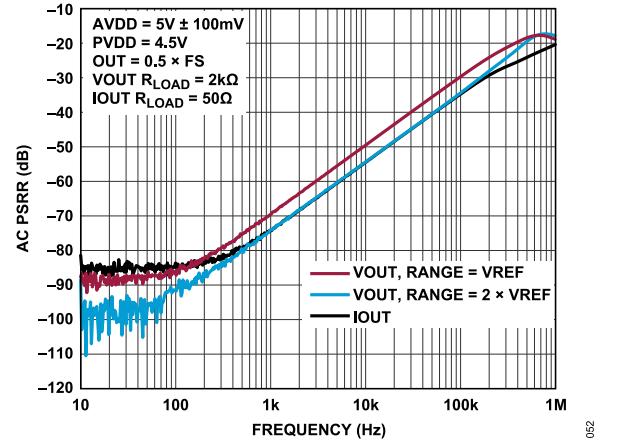 AVDD = 5V ± 100mV
PVDD = 4.5V
OUT = 0.5 × FS
VOUT RLOAD = 2kΩ
IOUT RLOAD = 50Ω
–10
–20
–30
–40
–50
–60
–70
–80
–90
–100
–110
–120
AC PSRR (dB)
VOUT, RANGE = VREF
VOUT, RANGE = 2 × VREF
IOUT
10
100
1k
10k
100k
1M
FREQUENCY (Hz)
052